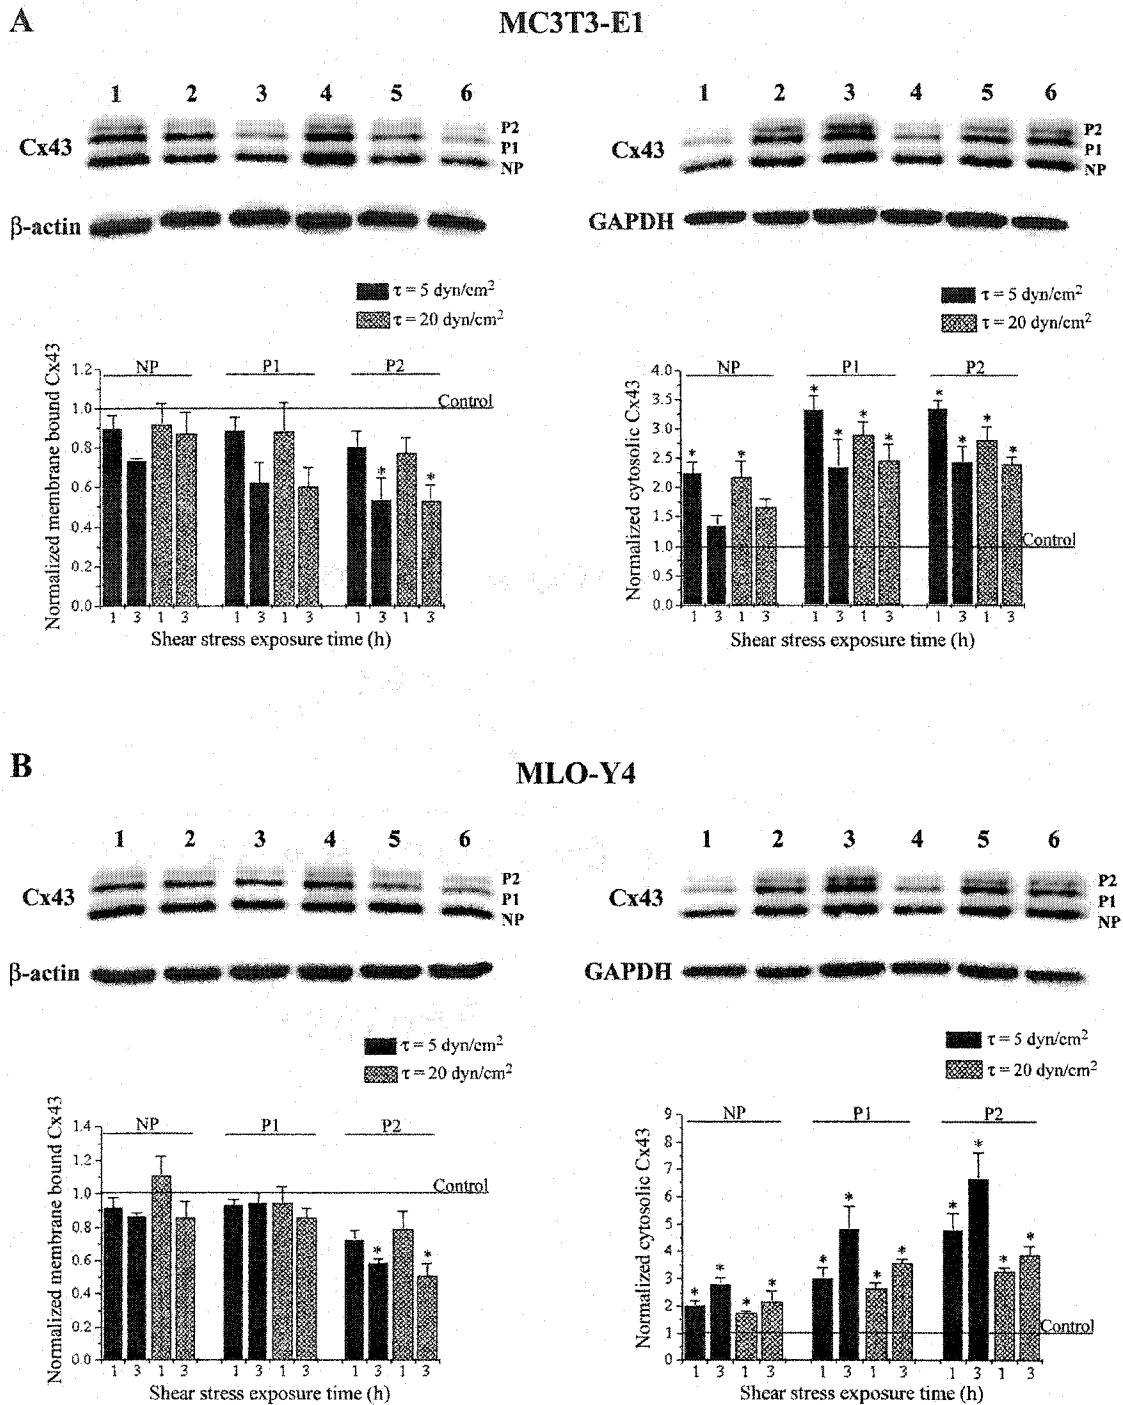 A
MC3T3-E1
1 2 3 4 5 6
Cx43
P2
P1
NP
β-actin
1 2 3 4 5 6
Cx43
P2
P1
NP
GAPDH
τ = 5 dyn/cm²
τ = 20 dyn/cm²
Normalized membrane bound Cx43
1.2
1.0
0.8
0.6
0.4
0.2
0.0
NP P1 P2
Control
* *
1 3 1 3 1 3 1 3 1 3 1 3
Shear stress exposure time (h)
τ = 5 dyn/cm²
τ = 20 dyn/cm²
Normalized cytosolic Cx43
4.0
3.5
3.0
2.5
2.0
1.5
1.0
0.5
0.0
NP P1 P2
Control
* * * * * * * * * *
1 3 1 3 1 3 1 3 1 3 1 3
Shear stress exposure time (h)
B
MLO-Y4
1 2 3 4 5 6
Cx43
P2
P1
NP
β-actin
1 2 3 4 5 6
Cx43
P2
P1
NP
GAPDH
τ = 5 dyn/cm²
τ = 20 dyn/cm²
Normalized membrane bound Cx43
1.4
1.2
1.0
0.8
0.6
0.4
0.2
0.0
NP P1 P2
Control
* *
1 3 1 3 1 3 1 3 1 3 1 3
Shear stress exposure time (h)
τ = 5 dyn/cm²
τ = 20 dyn/cm²
Normalized cytosolic Cx43
9
8
7
6
5
4
3
2
1
0
NP P1 P2
Control
* * * * * * * * * * * *
1 3 1 3 1 3 1 3 1 3 1 3
Shear stress exposure time (h)